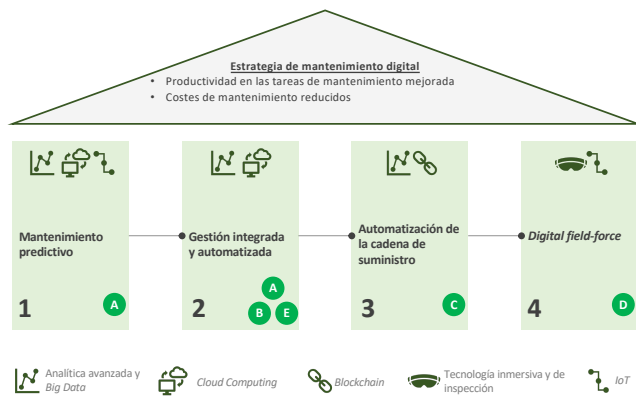 Estrategia de mantenimiento digital
• Productividad en las tareas de mantenimiento mejorada
• Costes de mantenimiento reducidos
Mantenimiento
predictivo
1
A
Gestión integrada
y automatizada
2
A
B
E
Automatización de
la cadena de
suministro
3
C
Digital field-force
4
D
Analítica avanzada y
Big Data
Cloud Computing
Blockchain
Tecnología inmersiva y de
inspección
IoT